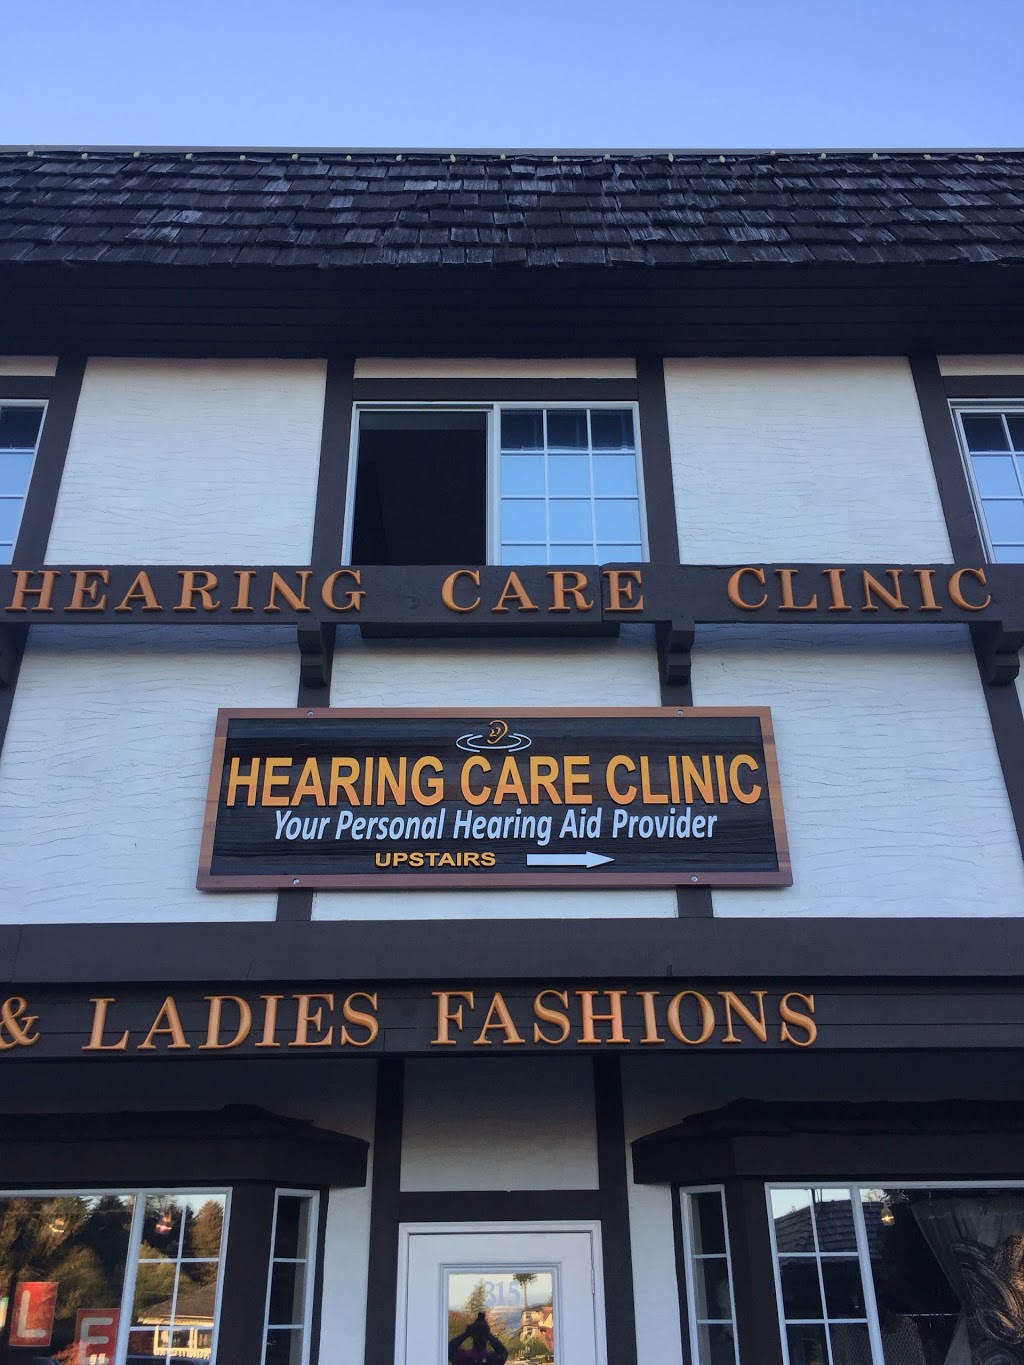 HEARING CARE CLINIC
HEARING CARE CLINIC
Your Personal Hearing Aid Provider
UPSTAIRS
& LADIES FASHIONS
315
L
E